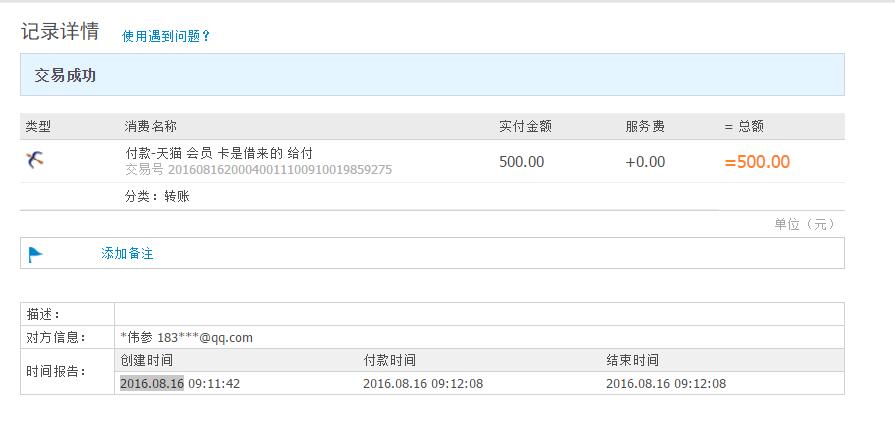 记录详情 使用遇到问题？
交易成功
类型 消费名称 实付金额 服务费 = 总额
付款-天猫 会员 卡是借来的 给付 500.00 +0.00 =500.00
交易号 20160816200040011100910019859275
分类：转账
单位（元）
添加备注
描述：
对方信息： *伟参 183***@qq.com
时间报告： 创建时间 付款时间 结束时间
2016.08.16 09:11:42 2016.08.16 09:12:08 2016.08.16 09:12:08